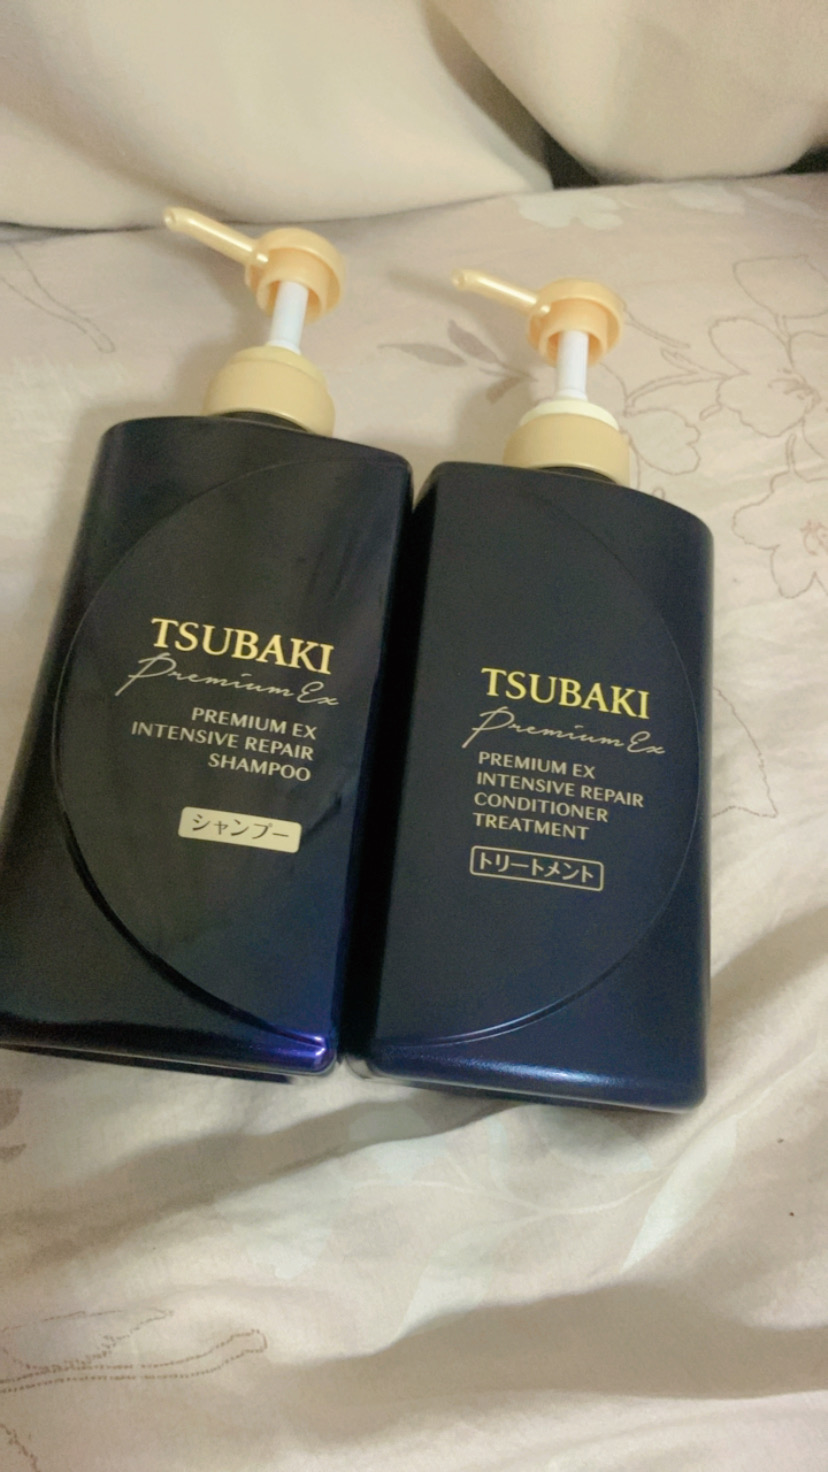 TSUBAKI
Premium Ex
PREMIUM EX
INTENSIVE REPAIR
SHAMPOO
シャンプー
TSUBAKI
Premium Ex
PREMIUM EX
INTENSIVE REPAIR
CONDITIONER
TREATMENT
トリートメント